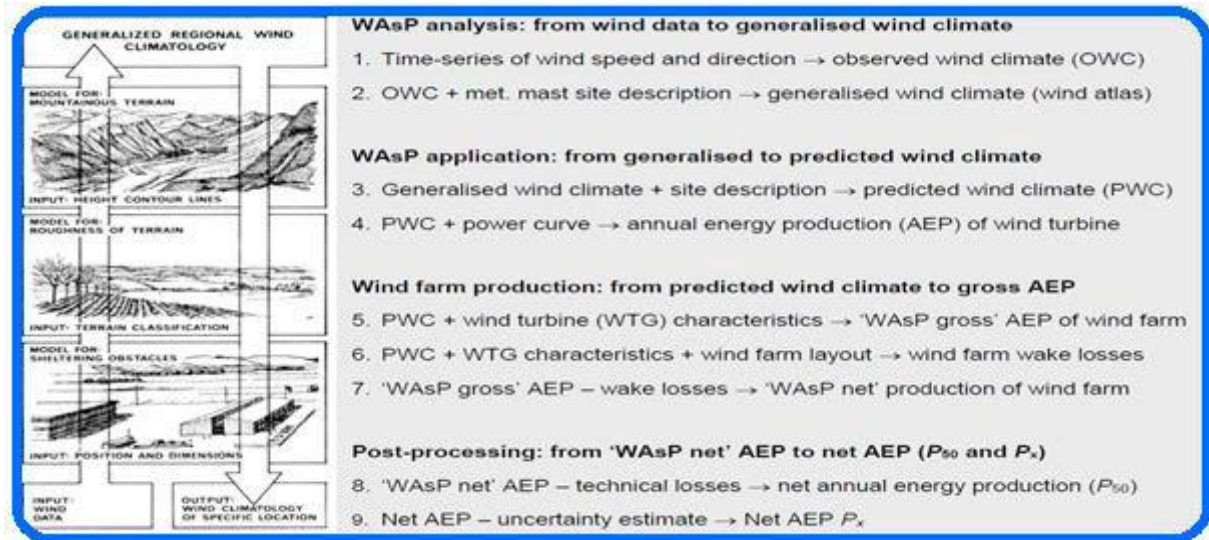 GENERALIZED REGIONAL WIND
CLIMATOLOGY
MODEL FOR:
MOUNTAINOUS TERRAIN
INPUT: HEIGHT CONTOUR LINES
MODEL FOR:
ROUGHNESS OF TERRAIN
INPUT: TERRAIN CLASSIFICATION
MODEL FOR:
SHELTERING OBSTACLES
INPUT: POSITION AND DIMENSIONS
INPUT:
WIND
DATA
OUTPUT:
WIND CLIMATOLOGY
OF SPECIFIC LOCATION
WAsP analysis: from wind data to generalised wind climate
1. Time-series of wind speed and direction → observed wind climate (OWC)
2. OWC + met. mast site description → generalised wind climate (wind atlas)
WAsP application: from generalised to predicted wind climate
3. Generalised wind climate + site description → predicted wind climate (PWC)
4. PWC + power curve → annual energy production (AEP) of wind turbine
Wind farm production: from predicted wind climate to gross AEP
5. PWC + wind turbine (WTG) characteristics → ‘WAsP gross’ AEP of wind farm
6. PWC + WTG characteristics + wind farm layout → wind farm wake losses
7. ‘WAsP gross’ AEP – wake losses → ‘WAsP net’ production of wind farm
Post-processing: from ‘WAsP net’ AEP to net AEP (P50 and Px)
8. ‘WAsP net’ AEP – technical losses → net annual energy production (P50)
9. Net AEP – uncertainty estimate → Net AEP Px